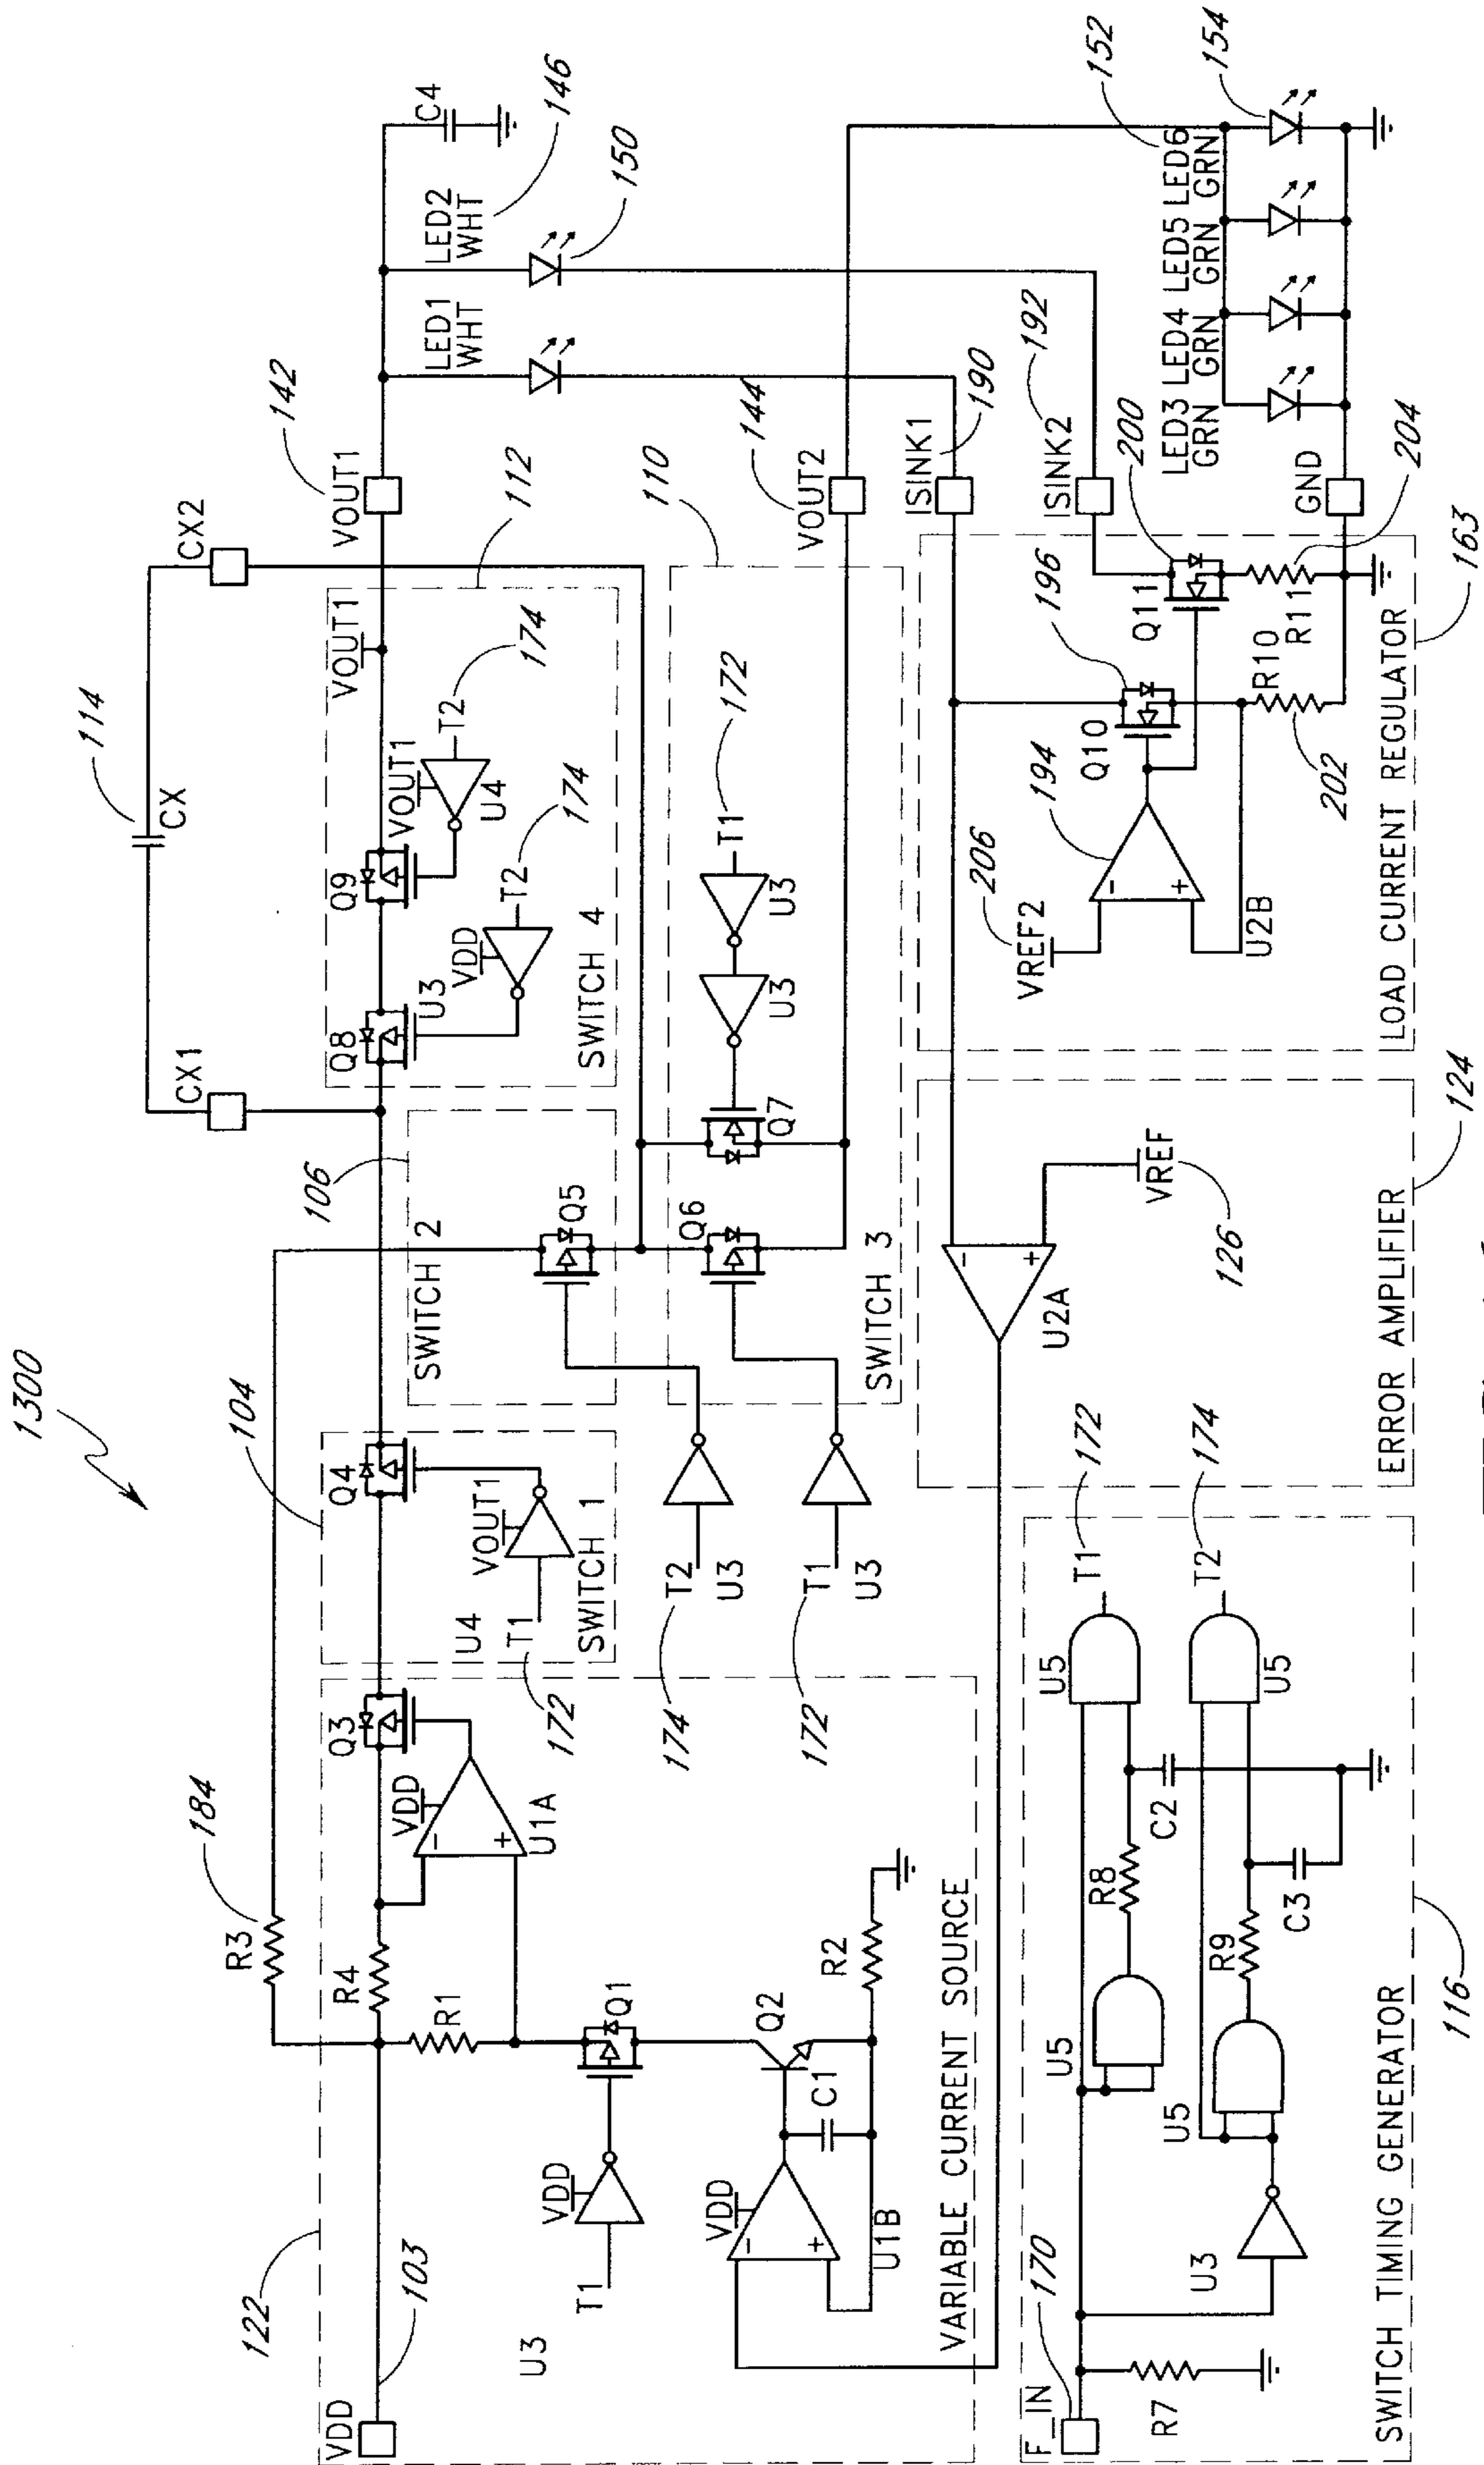 1300
VDD
103
122
R3
184
R4
R1
VDD
-
+
U1A
Q3
T1
VDD
U3
Q1
Q2
C1
R2
VDD
-
+
U1B
VARIABLE CURRENT SOURCE
104
Q4
U4
VOUT1
T1
172
SWITCH 1
T2
174
U3
T1
172
U3
106
SWITCH 2
Q5
CX1
114
CX
CX2
Q8
U3
VDD
T2
174
Q9
VOUT1
U4
T2
174
VOUT1
SWITCH 4
112
VOUT1
142
Q6
Q7
U3
U3
T1
172
SWITCH 3
110
VOUT2
144
LED1
WHT
LED2
WHT
146
150
C4
ISINK1
190
ISINK2
192
F_IN
170
R7
U3
U5
U5
R8
R9
C2
C3
U5
U5
T1
172
T2
174
SWITCH TIMING GENERATOR
116
-
+
U2A
VREF
126
ERROR AMPLIFIER
124
VREF2
206
-
+
194
U2B
Q10
196
Q11
200
R10
202
R11
204
LOAD CURRENT REGULATOR
163
GND
LED3
GRN
LED4
GRN
LED5
GRN
LED6
GRN
152
154